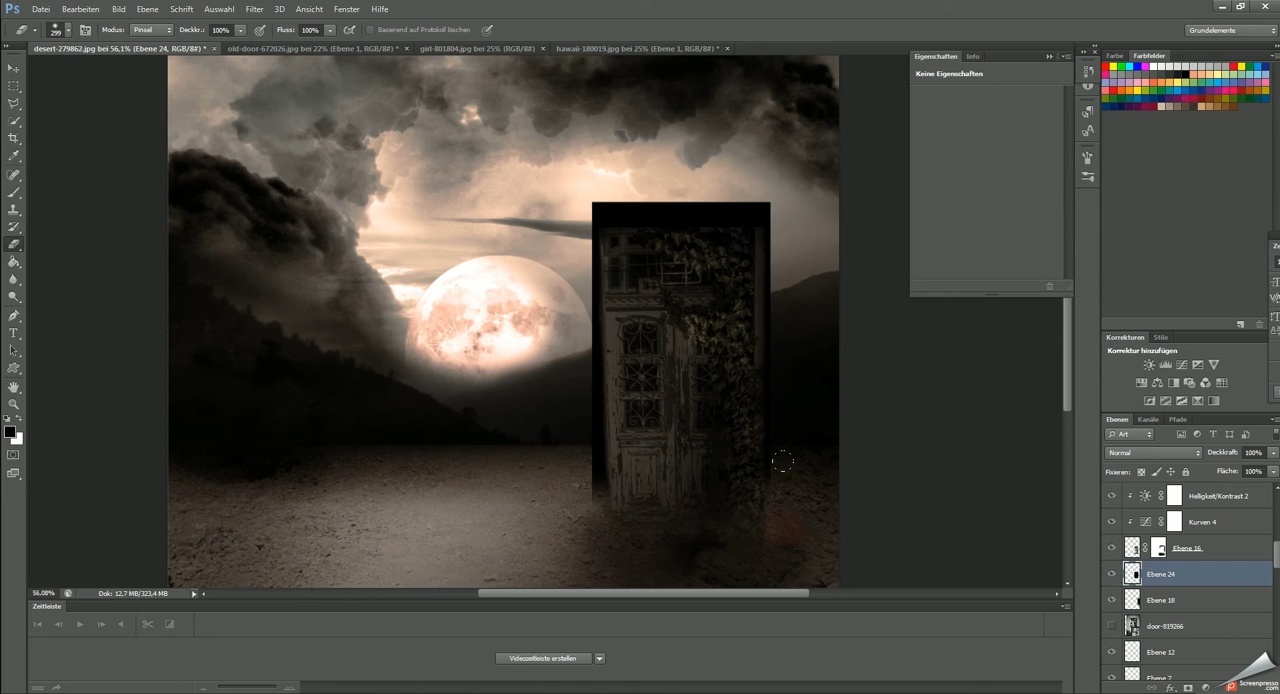 Ps Datei Bearbeiten Bild Ebene Schrift Auswahl Filter 3D Ansicht Fenster Hilfe
299 Modus: Pinsel Deckkr.: 100% Fluss: 100% Basierend auf Protokoll löschen Grundelemente
desert-279862.jpg bei 56,1% (Ebene 24, RGB/8#) * × old-door-672026.jpg bei 22% (Ebene 1, RGB/8#) * × girl-801804.jpg bei 25% (RGB/8#) × hawaii-180019.jpg bei 25% (Ebene 1, RGB/8#) * ×
Eigenschaften Info
Keine Eigenschaften
Farbe Farbfelder
Korrekturen Stile
Korrektur hinzufügen
Ebenen Kanäle Pfade
Art
Normal Deckkraft: 100%
Fixieren: Fläche: 100%
Helligkeit/Kontrast 2
Kurven 4
Ebene 16
Ebene 24
Ebene 18
door-819266
Ebene 12
Ebene 7
56,08% Dok: 12,7 MB/323,4 MB
Zeitleiste
Videozeitleiste erstellen
Screenpresso
.com